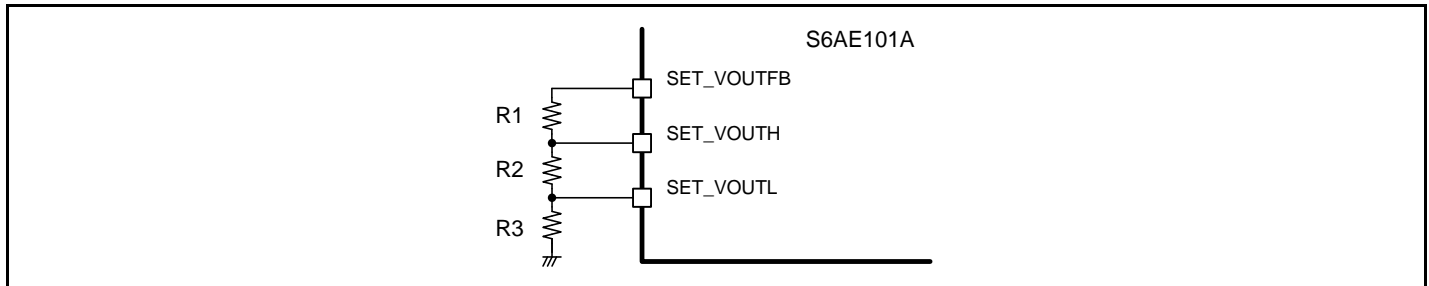 S6AE101A
SET_VOUTFB
R1
SET_VOUTH
R2
SET_VOUTL
R3